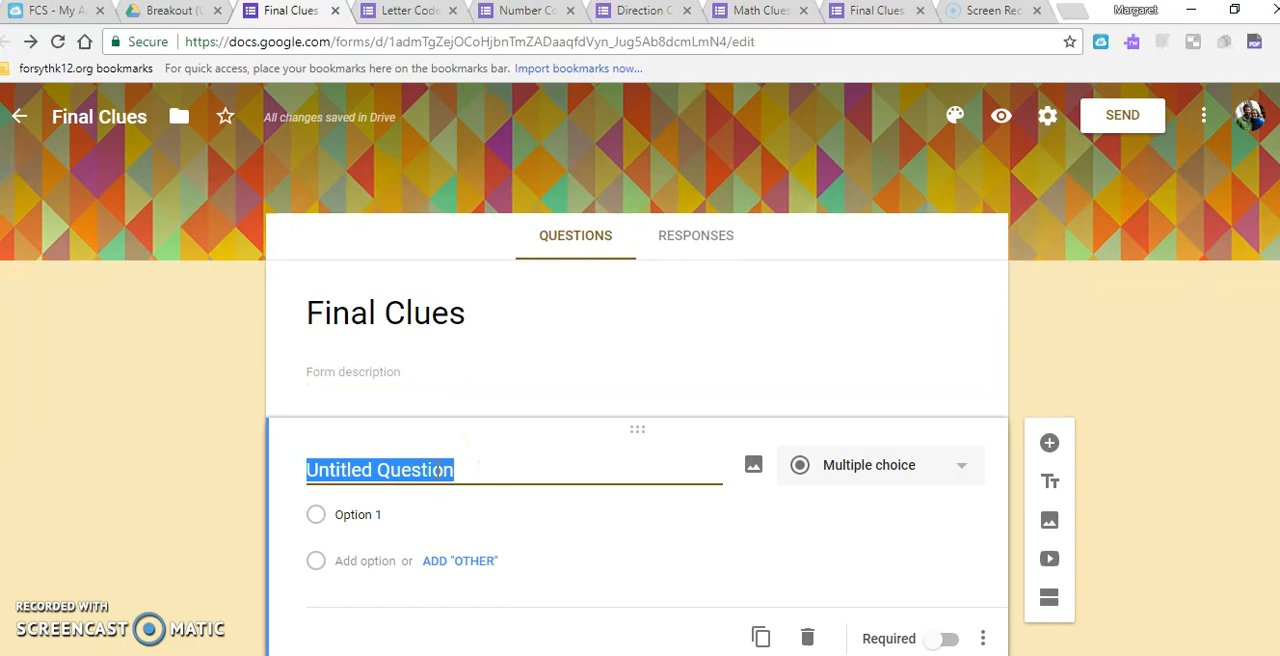 FCS - My A
Breakout (
Final Clues
Letter Code
Number Co
Direction C
Math Clues
Final Clues
Screen Rec
Margaret
Secure
https://docs.google.com/forms/d/1admTgZejOCoHjbnTmZADaaqfdVyn_Jug5Ab8dcmLmN4/edit
forsythk12.org bookmarks
For quick access, place your bookmarks here on the bookmarks bar. Import bookmarks now...
Final Clues
All changes saved in Drive
SEND
QUESTIONS
RESPONSES
Final Clues
Form description
Untitled Question
Multiple choice
Option 1
Add option or ADD "OTHER"
Required
RECORDED WITH
SCREENCAST MATIC